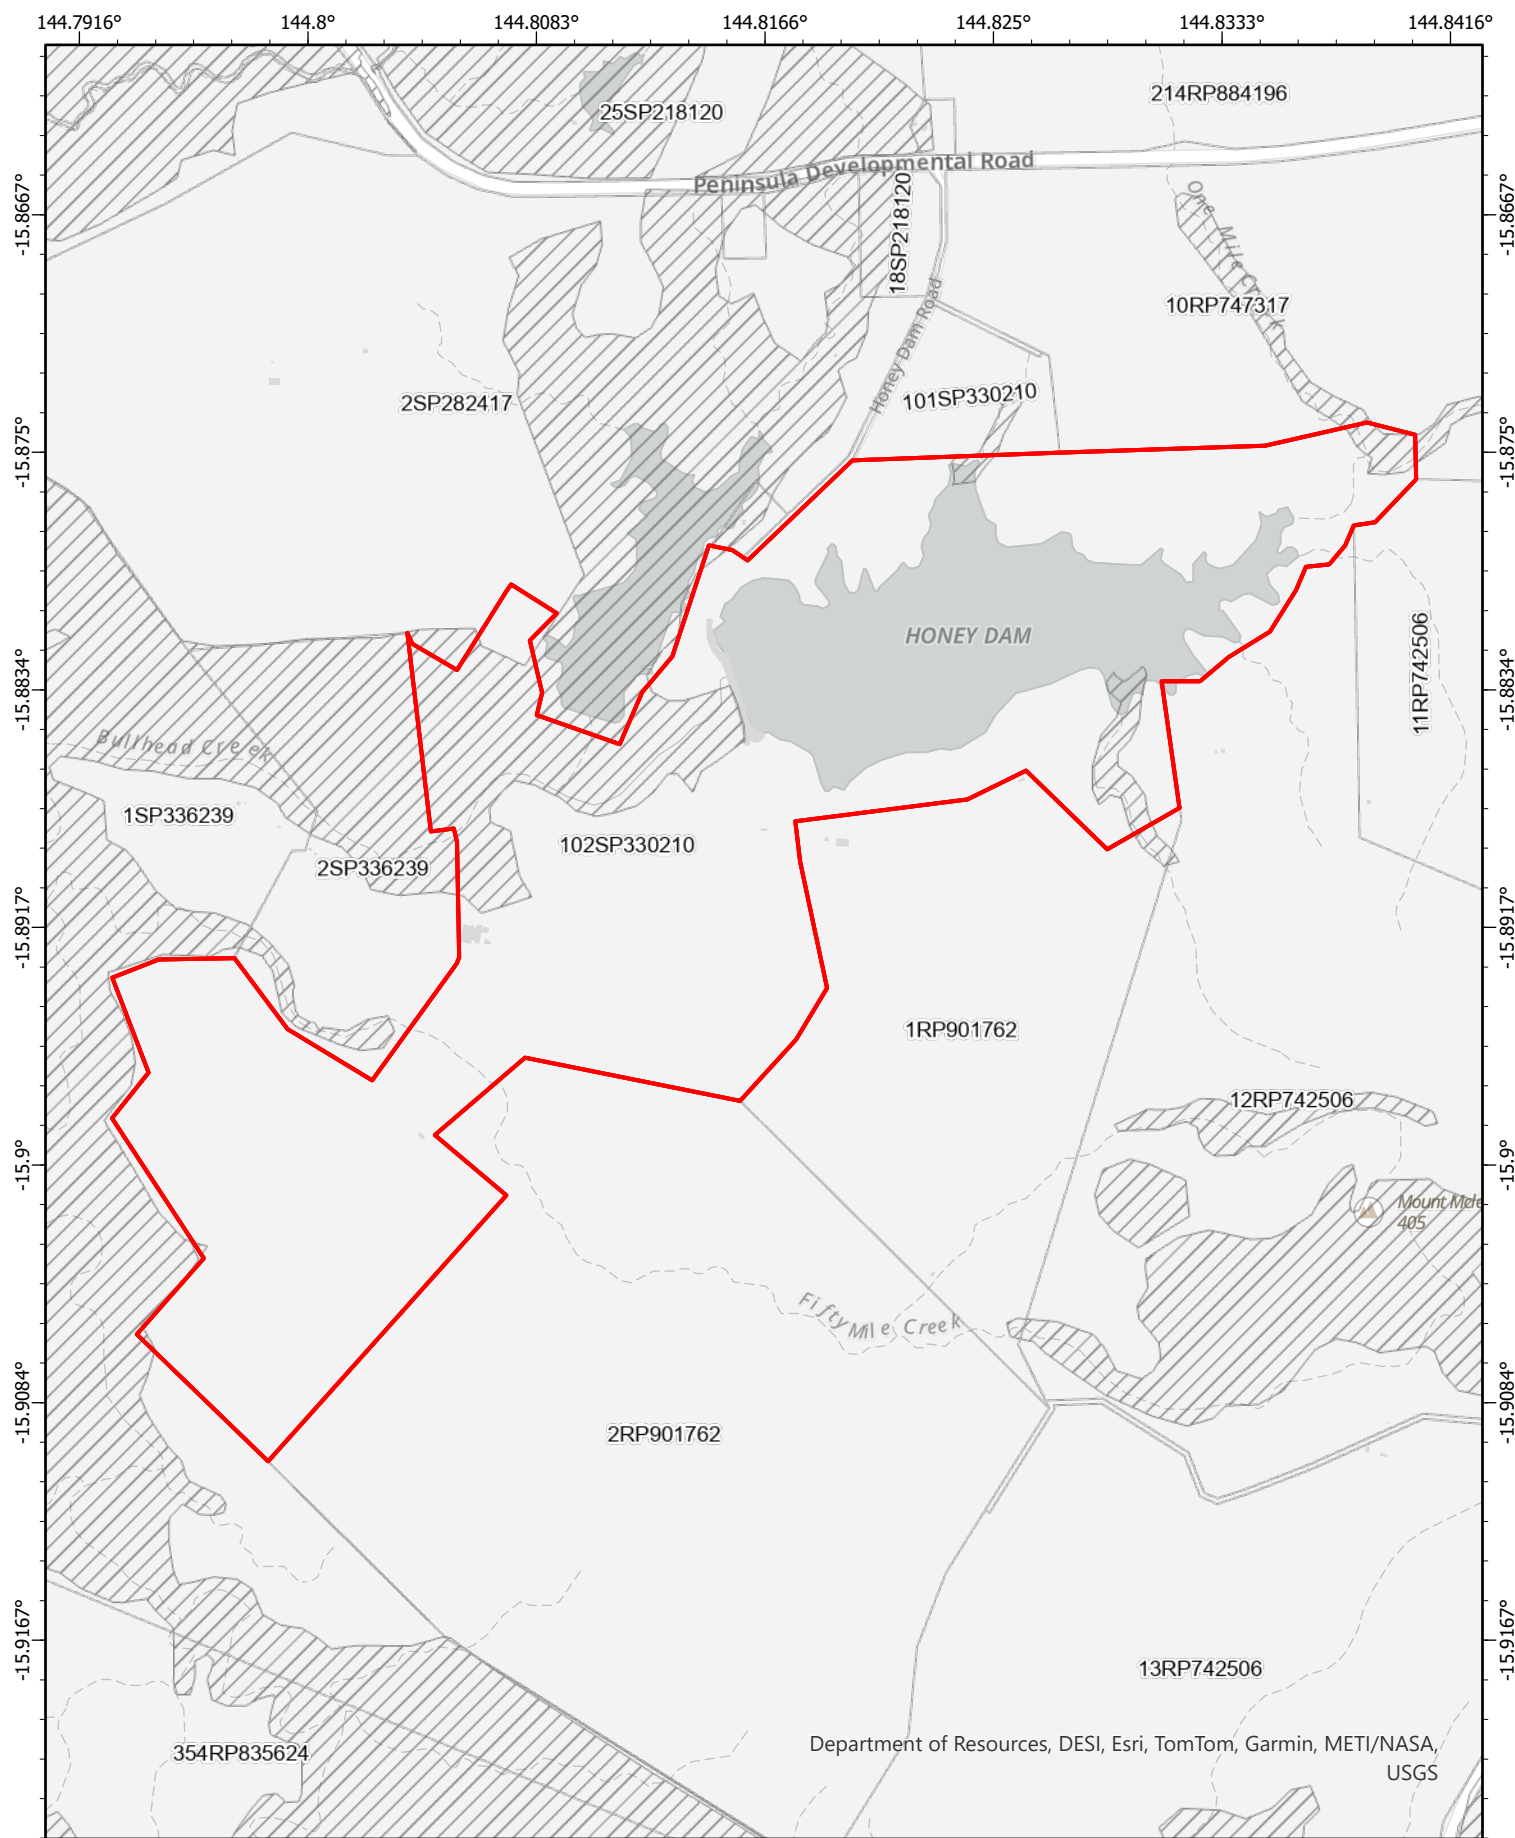 144.7916° 144.8° 144.8083° 144.8166° 144.825° 144.8333° 144.8416°
214RP884196
25SP218120
Peninsula Developmental Road
-15.8667° -15.8667°
18SP218120
One Mile Creek
10RP747317
Honey Dam Road
2SP282417
101SP330210
-15.875° -15.875°
HONEY DAM
11RP742506
-15.8834° -15.8834°
Bullhead Creek
1SP336239
102SP330210
2SP336239
-15.8917° -15.8917°
1RP901762
12RP742506
-15.9° -15.9°
405
Fifty Mile Creek
-15.9084° -15.9084°
2RP901762
-15.9167° -15.9167°
13RP742506
354RP835624
Department of Resources, DESI, Esri, TomTom, Garmin, METI/NASA,
USGS